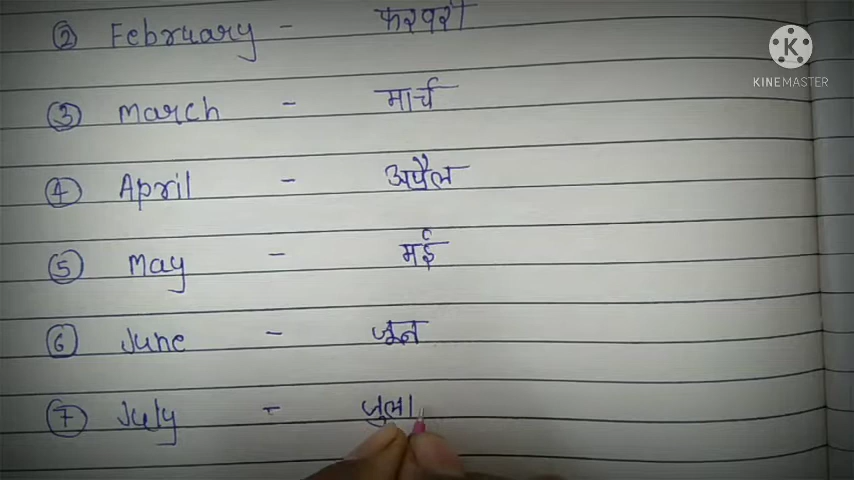 ② February - फरवरी
③ March - मार्च
④ April - अप्रैल
⑤ May - मई
⑥ June - जून
⑦ July - जुला
K
KINEMASTER